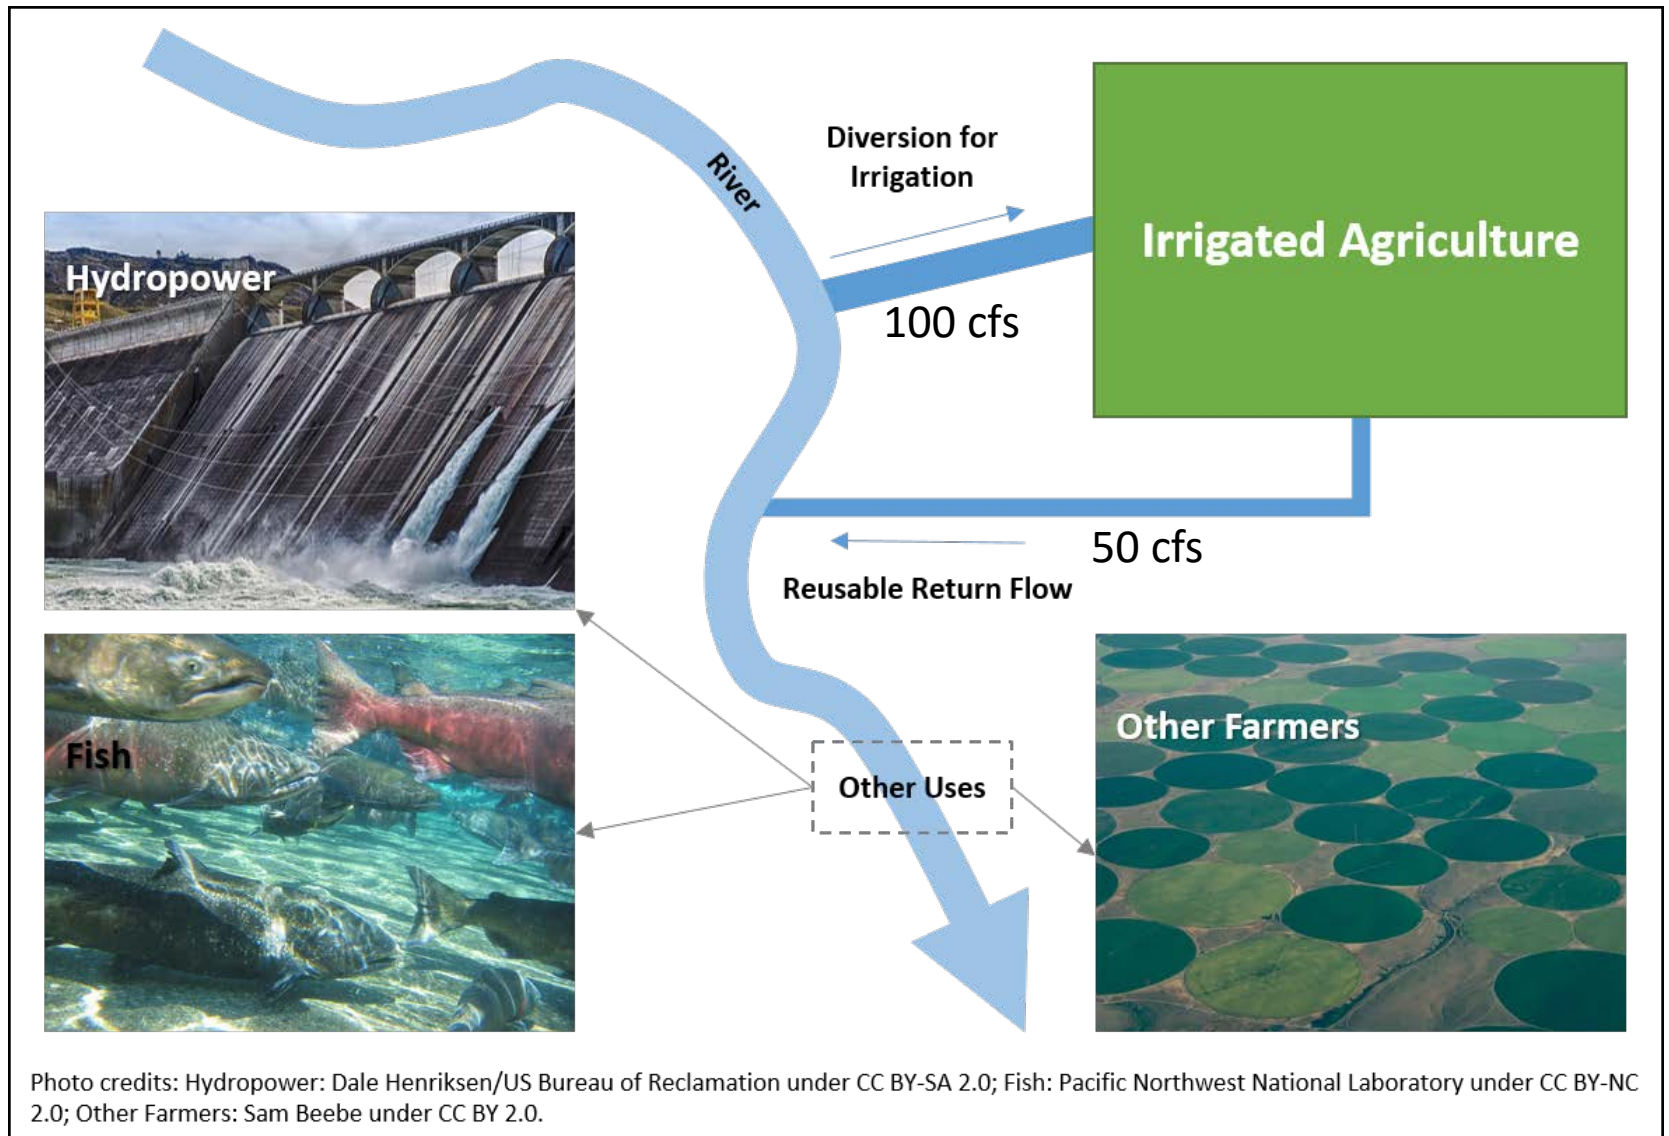 River
Diversion for
Irrigation
Irrigated Agriculture
100 cfs
Hydropower
50 cfs
Reusable Return Flow
Fish
Other Uses
Other Farmers
Photo credits: Hydropower: Dale Henriksen/US Bureau of Reclamation under CC BY-SA 2.0; Fish: Pacific Northwest National Laboratory under CC BY-NC
2.0; Other Farmers: Sam Beebe under CC BY 2.0.